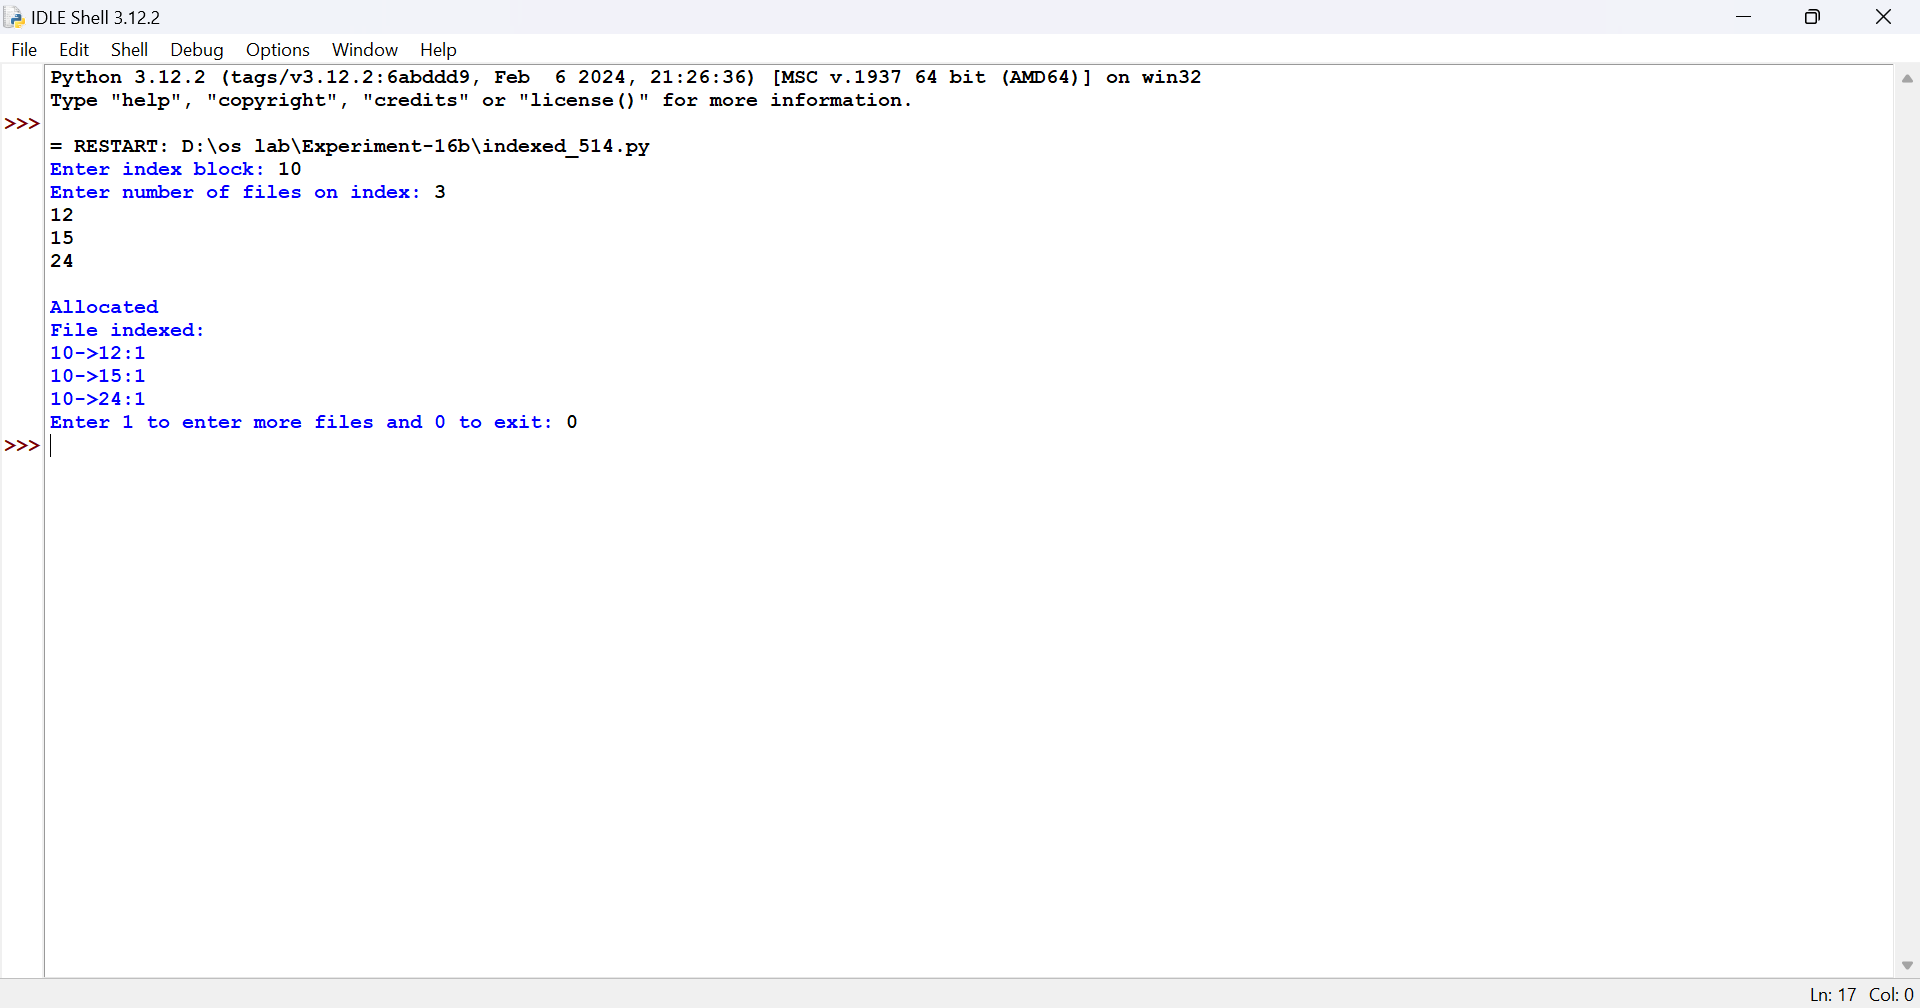 IDLE Shell 3.12.2
File Edit Shell Debug Options Window Help
Python 3.12.2 (tags/v3.12.2:6abddd9, Feb  6 2024, 21:26:36) [MSC v.1937 64 bit (AMD64)] on win32
Type "help", "copyright", "credits" or "license()" for more information.
>>>
= RESTART: D:\os lab\Experiment-16b\indexed_514.py
Enter index block: 10
Enter number of files on index: 3
12
15
24
Allocated
File indexed:
10->12:1
10->15:1
10->24:1
Enter 1 to enter more files and 0 to exit: 0
>>>
Ln: 17 Col: 0